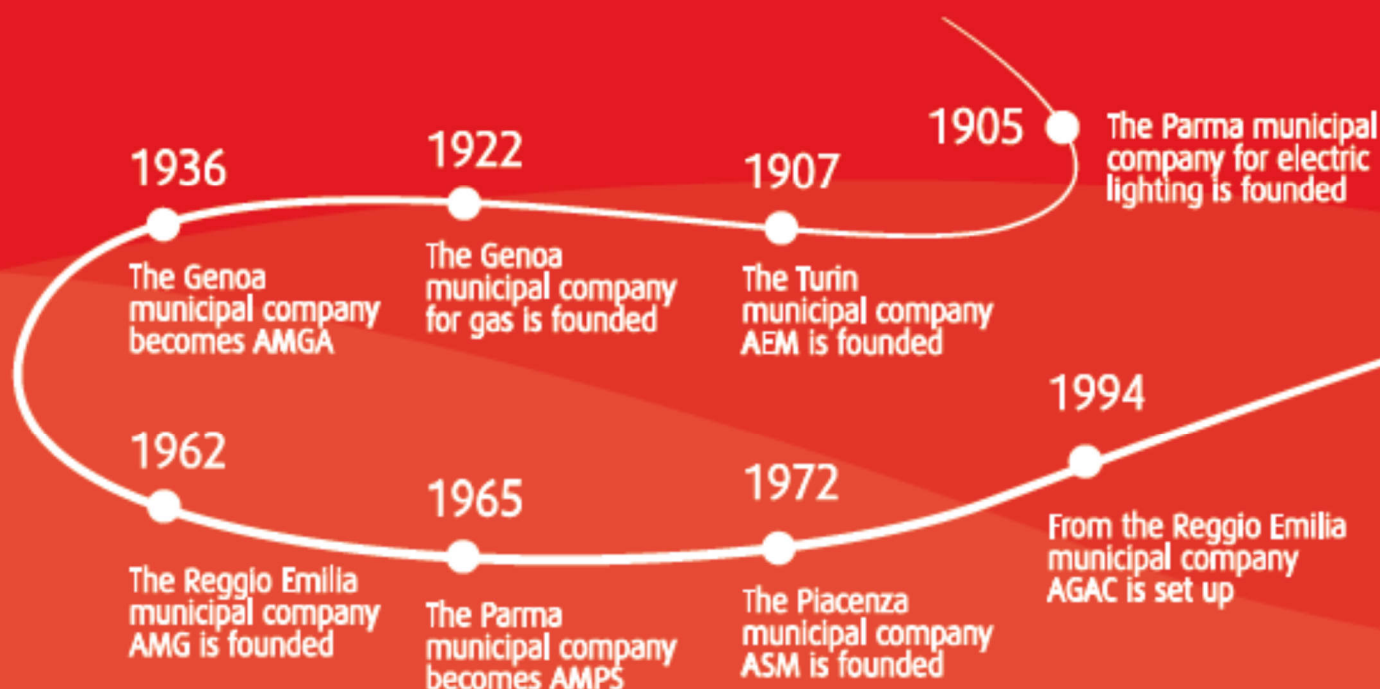 1905
The Parma municipal
company for electric
lighting is founded
1907
The Turin
municipal company
AEM is founded
1922
The Genoa
municipal company
for gas is founded
1936
The Genoa
municipal company
becomes AMGA
1962
The Reggio Emilia
municipal company
AMG is founded
1965
The Parma
municipal company
becomes AMPS
1972
The Piacenza
municipal company
ASM is founded
1994
From the Reggio Emilia
municipal company
AGAC is set up